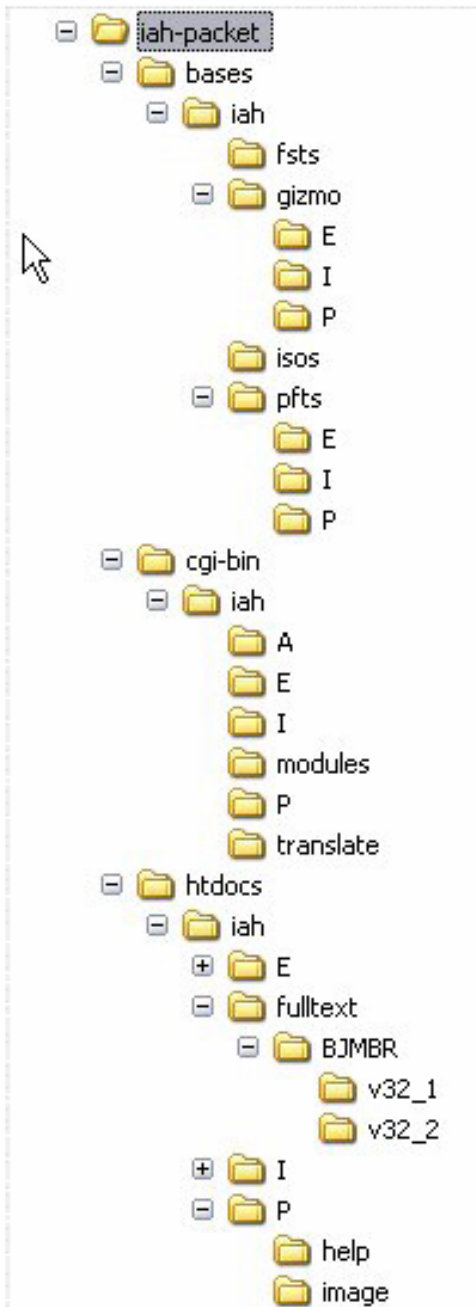 iah-packet
bases
iah
fsts
gizmo
E
I
P
isos
pfts
E
I
P
cgi-bin
iah
A
E
I
modules
P
translate
htdocs
iah
E
fulltext
BJMBR
v32_1
v32_2
I
P
help
image